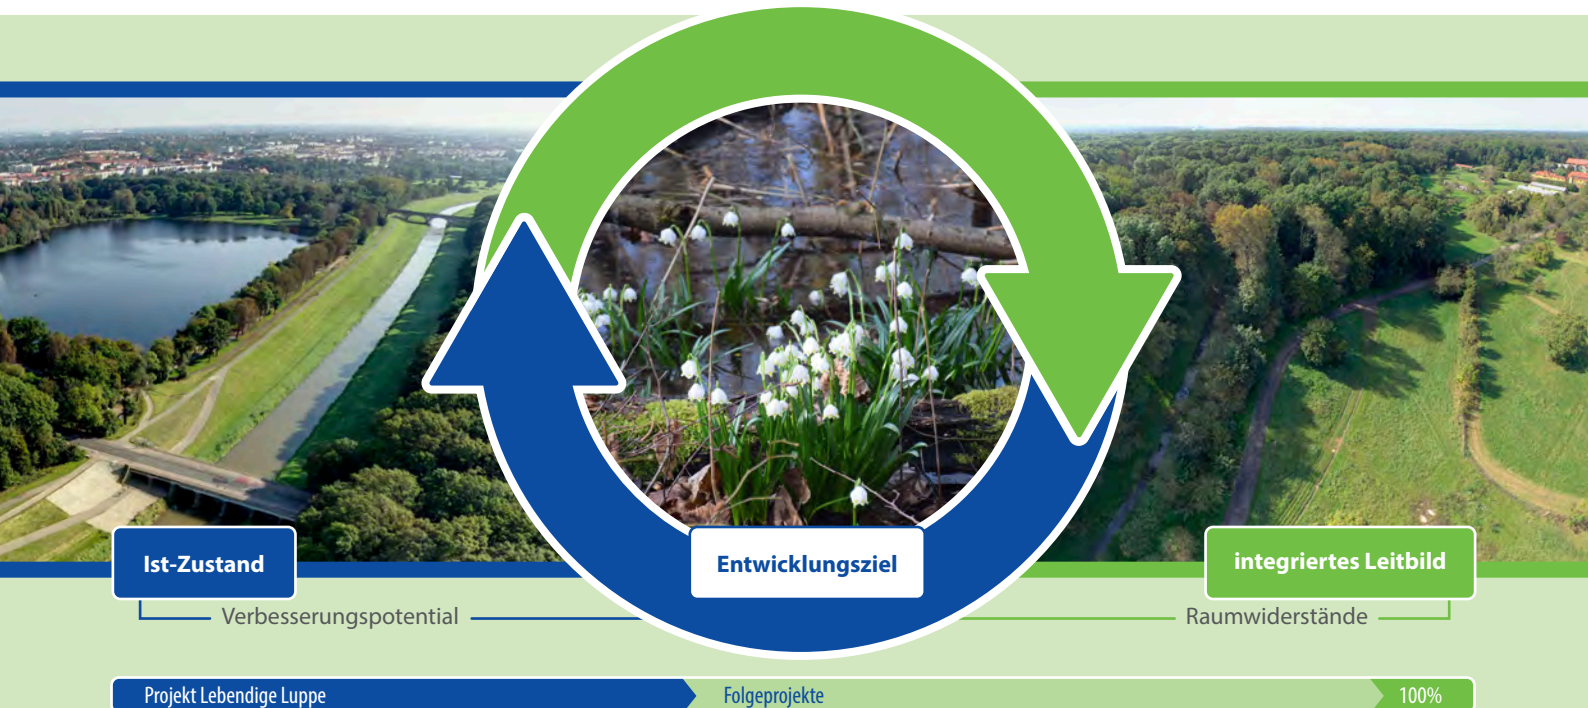 Ist-Zustand
Entwicklungsziel
integriertes Leitbild
Verbesserungspotential
Raumwiderstände
Projekt Lebendige Luppe
Folgeprojekte
100%